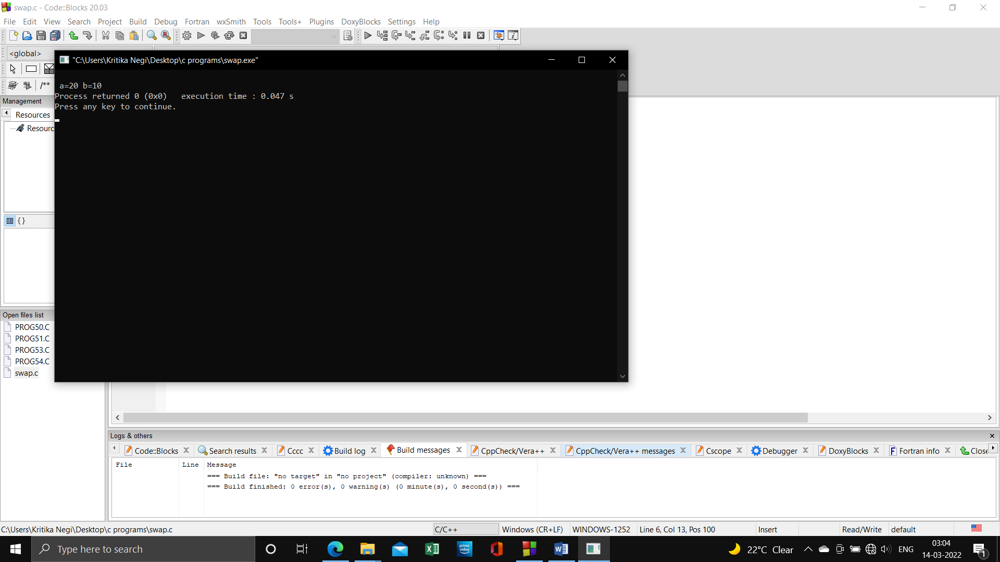 swap.c - Code::Blocks 20.03
File Edit View Search Project Build Debug Fortran wxSmith Tools Tools+ Plugins DoxyBlocks Settings Help
<global>
"C:\Users\Kritika Negi\Desktop\c programs\swap.exe"
/**
a=20 b=10
Process returned 0 (0x0)   execution time : 0.047 s
Press any key to continue.
Management
Resources
Resourc
{}
Open files list
PROG50.C
PROG51.C
PROG53.C
PROG54.C
swap.c
Logs & others
Code::Blocks Search results Cccc Build log Build messages CppCheck/Vera++ CppCheck/Vera++ messages Cscope Debugger DoxyBlocks Fortran info Close
File Line Message
=== Build file: "no target" in "no project" (compiler: unknown) ===
=== Build finished: 0 error(s), 0 warning(s) (0 minute(s), 0 second(s)) ===
C:\Users\Kritika Negi\Desktop\c programs\swap.c C/C++ Windows (CR+LF) WINDOWS-1252 Line 6, Col 13, Pos 100 Insert Read/Write default
Type here to search
prime video
22°C Clear
ENG
03:04
14-03-2022
1